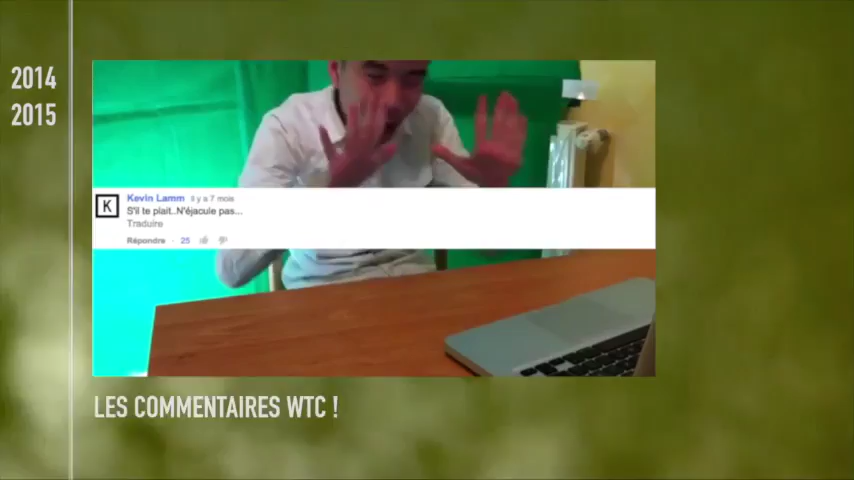 2014
2015
K
Kevin Lamm Il y a 7 mois
S'il te plait..N'éjacule pas...
Traduire
Répondre · 25
LES COMMENTAIRES WTC !